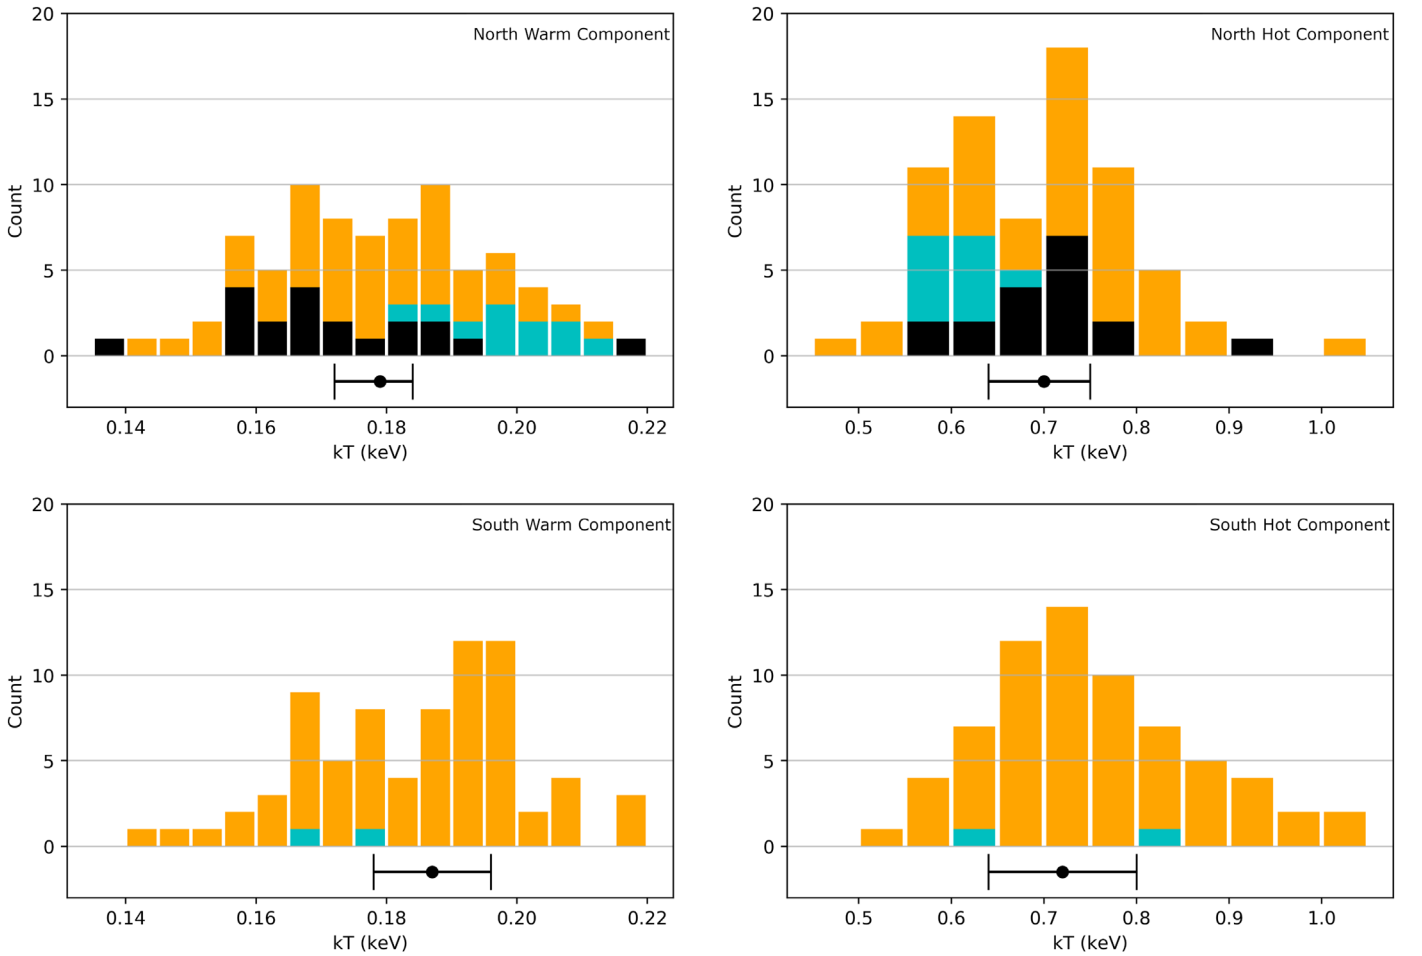 North Warm Component
20
15
10
5
0
Count
0.14 0.16 0.18 0.20 0.22
kT (keV)
North Hot Component
20
15
10
5
0
Count
0.5 0.6 0.7 0.8 0.9 1.0
kT (keV)
South Warm Component
20
15
10
5
0
Count
0.14 0.16 0.18 0.20 0.22
kT (keV)
South Hot Component
20
15
10
5
0
Count
0.5 0.6 0.7 0.8 0.9 1.0
kT (keV)